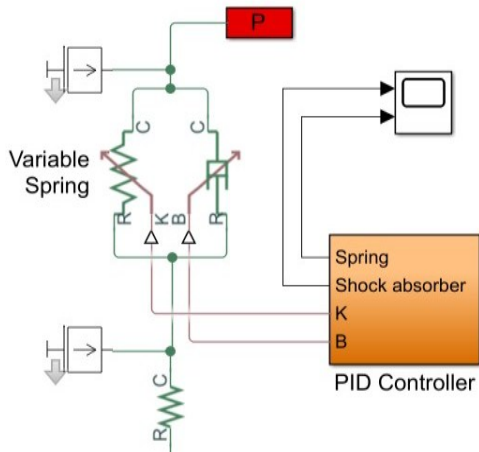 P
C
C
Variable
Spring
R
K
B
R
Spring
Shock absorber
K
B
PID Controller
C
R